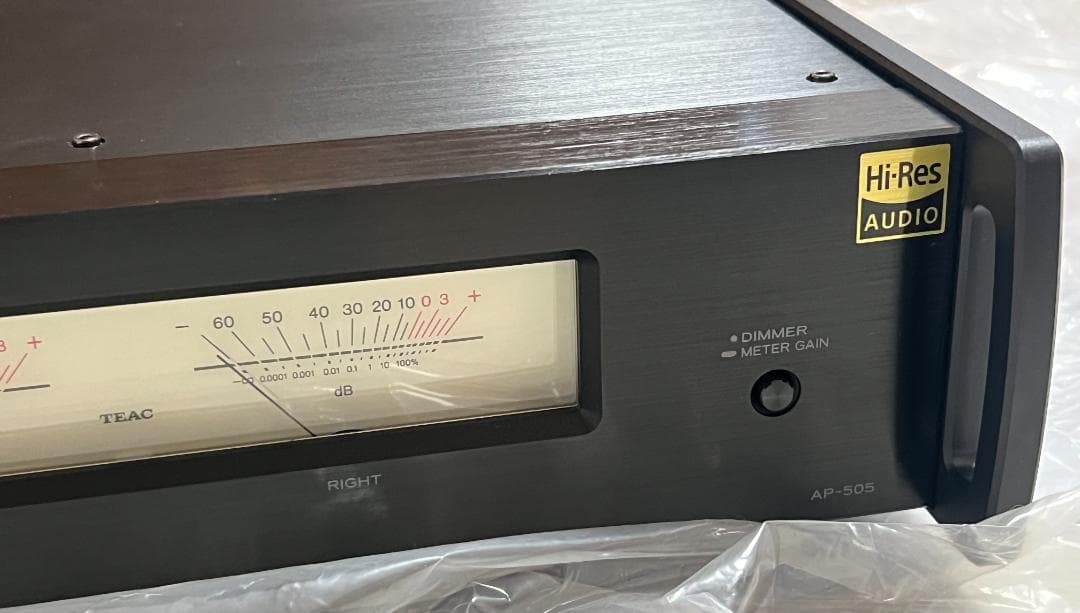 Hi-Res
AUDIO
3 +
− 60 50 40 30 20 10 0 3 +
−∞ 0.0001 0.001 0.01 0.1 1 10 100%
dB
TEAC
RIGHT
DIMMER
METER GAIN
AP-505